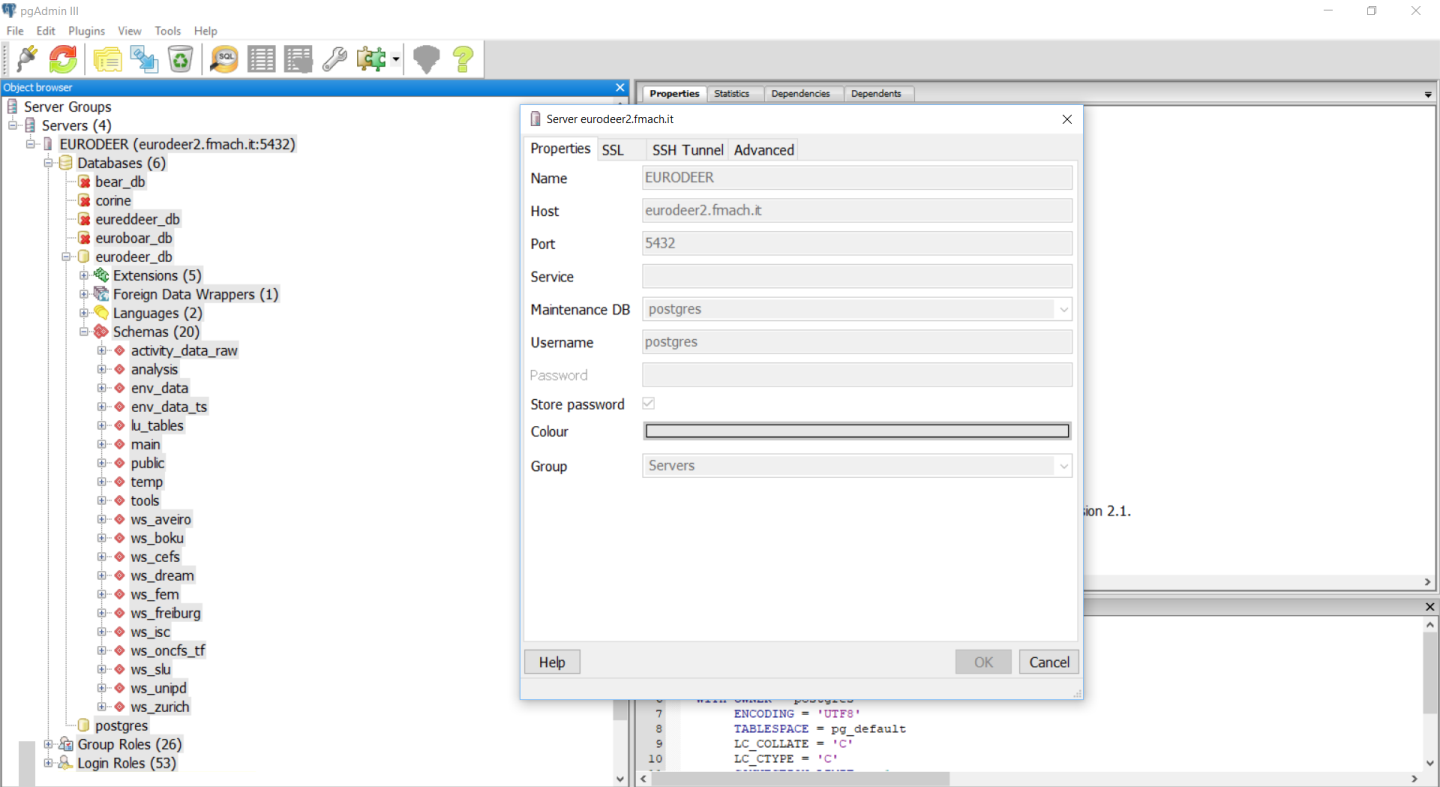 pgAdmin III
File Edit Plugins View Tools Help
SQL
Object browser
Server Groups
Servers (4)
EURODEER (eurodeer2.fmach.it:5432)
Databases (6)
bear_db
corine
eureddeer_db
euroboar_db
eurodeer_db
Extensions (5)
Foreign Data Wrappers (1)
Languages (2)
Schemas (20)
activity_data_raw
analysis
env_data
env_data_ts
lu_tables
main
public
temp
tools
ws_aveiro
ws_boku
ws_cefs
ws_dream
ws_fem
ws_freiburg
ws_isc
ws_oncfs_tf
ws_slu
ws_unipd
ws_zurich
postgres
Group Roles (26)
Login Roles (53)
Properties Statistics Dependencies Dependents
Server eurodeer2.fmach.it
Properties SSL SSH Tunnel Advanced
Name EURODEER
Host eurodeer2.fmach.it
Port 5432
Service
Maintenance DB postgres
Username postgres
Password
Store password
Colour
Group Servers
Help OK Cancel
ion 2.1.
7 ENCODING = 'UTF8'
8 TABLESPACE = pg_default
9 LC_COLLATE = 'C'
10 LC_CTYPE = 'C'